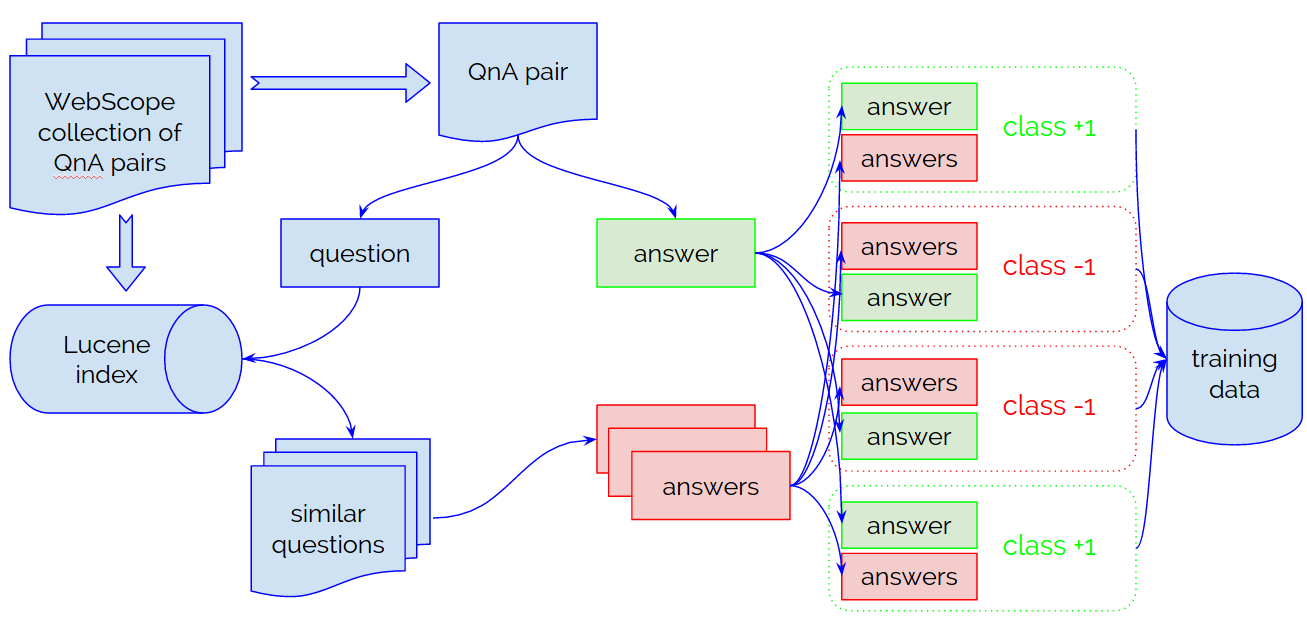 WebScope
collection of
QnA pairs
QnA pair
question
answer
Lucene
index
similar
questions
answers
answer
answers
class +1
answers
answer
class -1
answers
answer
class -1
answer
answers
class +1
training
data